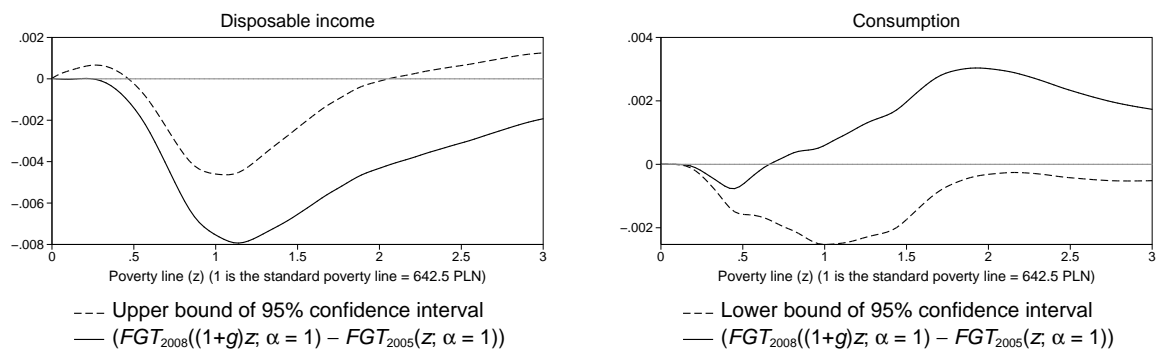 Disposable income
.002
0
–.002
–.004
–.006
–.008
0 .5 1 1.5 2 2.5 3
Poverty line (z) (1 is the standard poverty line = 642.5 PLN)
Upper bound of 95% confidence interval
(FGT2008((1+g)z; α = 1) – FGT2005(z; α = 1))
Consumption
.004
.002
0
–.002
0 .5 1 1.5 2 2.5 3
Poverty line (z) (1 is the standard poverty line = 642.5 PLN)
Lower bound of 95% confidence interval
(FGT2008((1+g)z; α = 1) – FGT2005(z; α = 1))